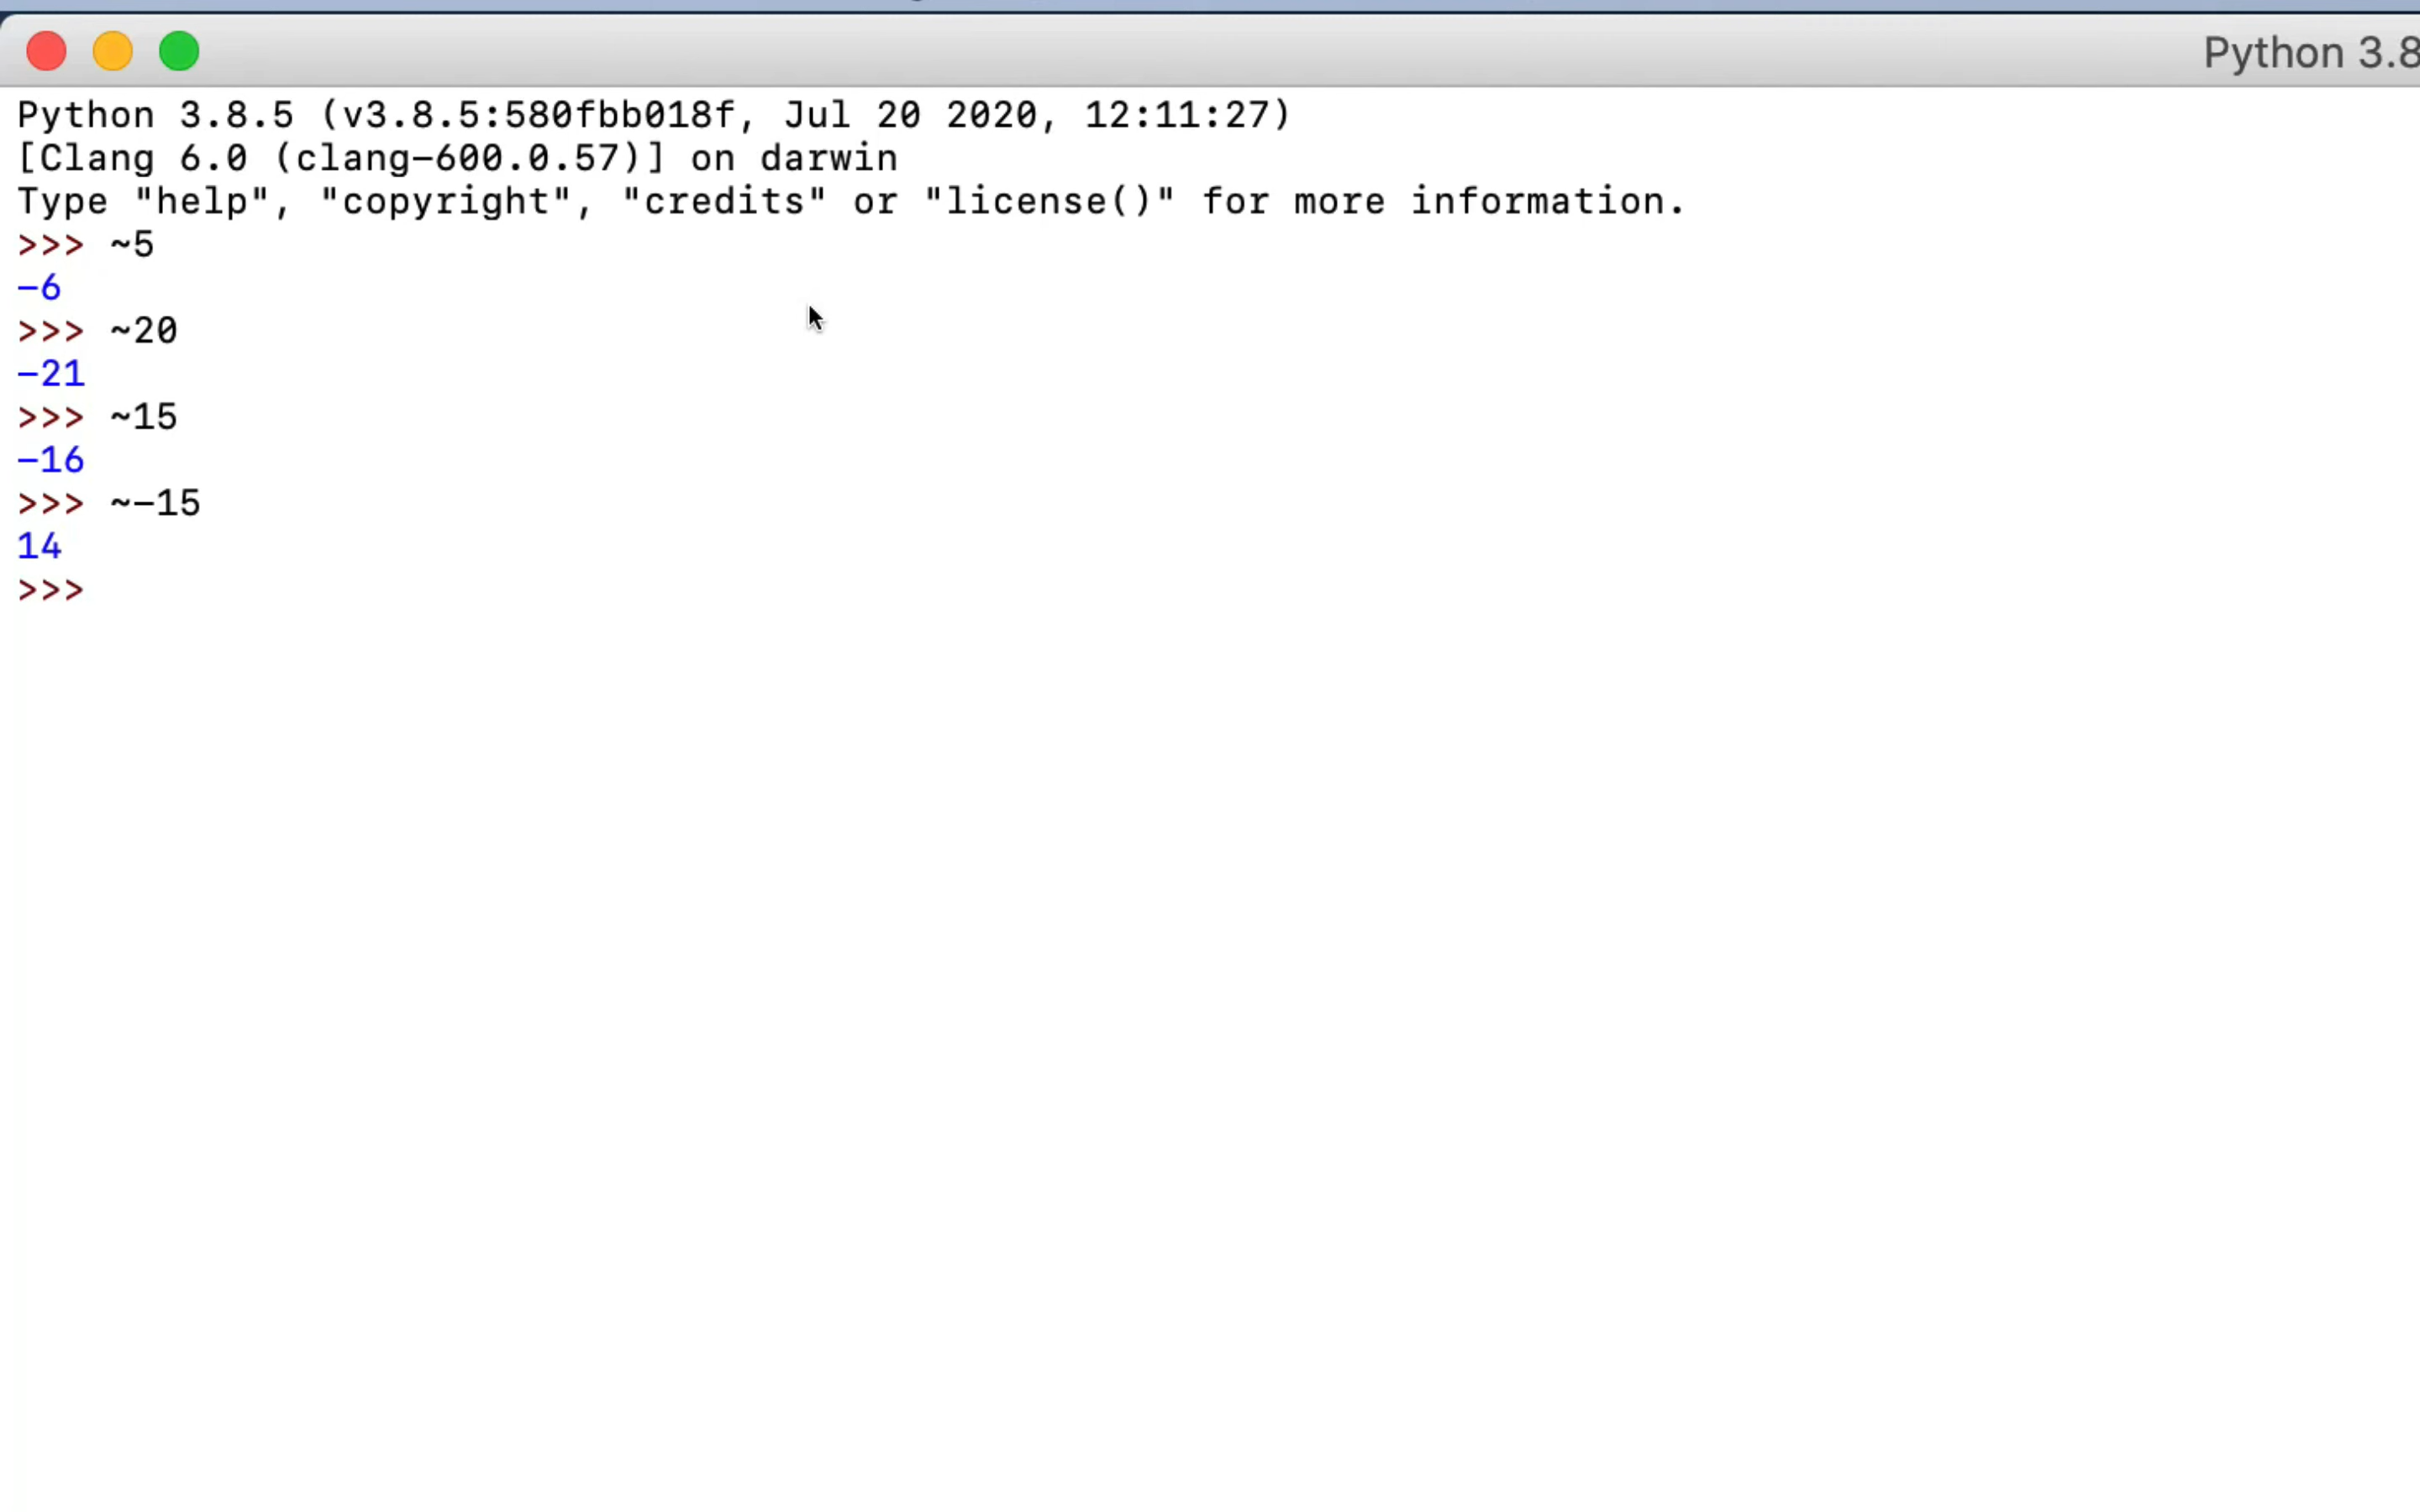 Python 3.8
Python 3.8.5 (v3.8.5:580fbb018f, Jul 20 2020, 12:11:27)
[Clang 6.0 (clang-600.0.57)] on darwin
Type "help", "copyright", "credits" or "license()" for more information.
>>> ~5
-6
>>> ~20
-21
>>> ~15
-16
>>> ~-15
14
>>>